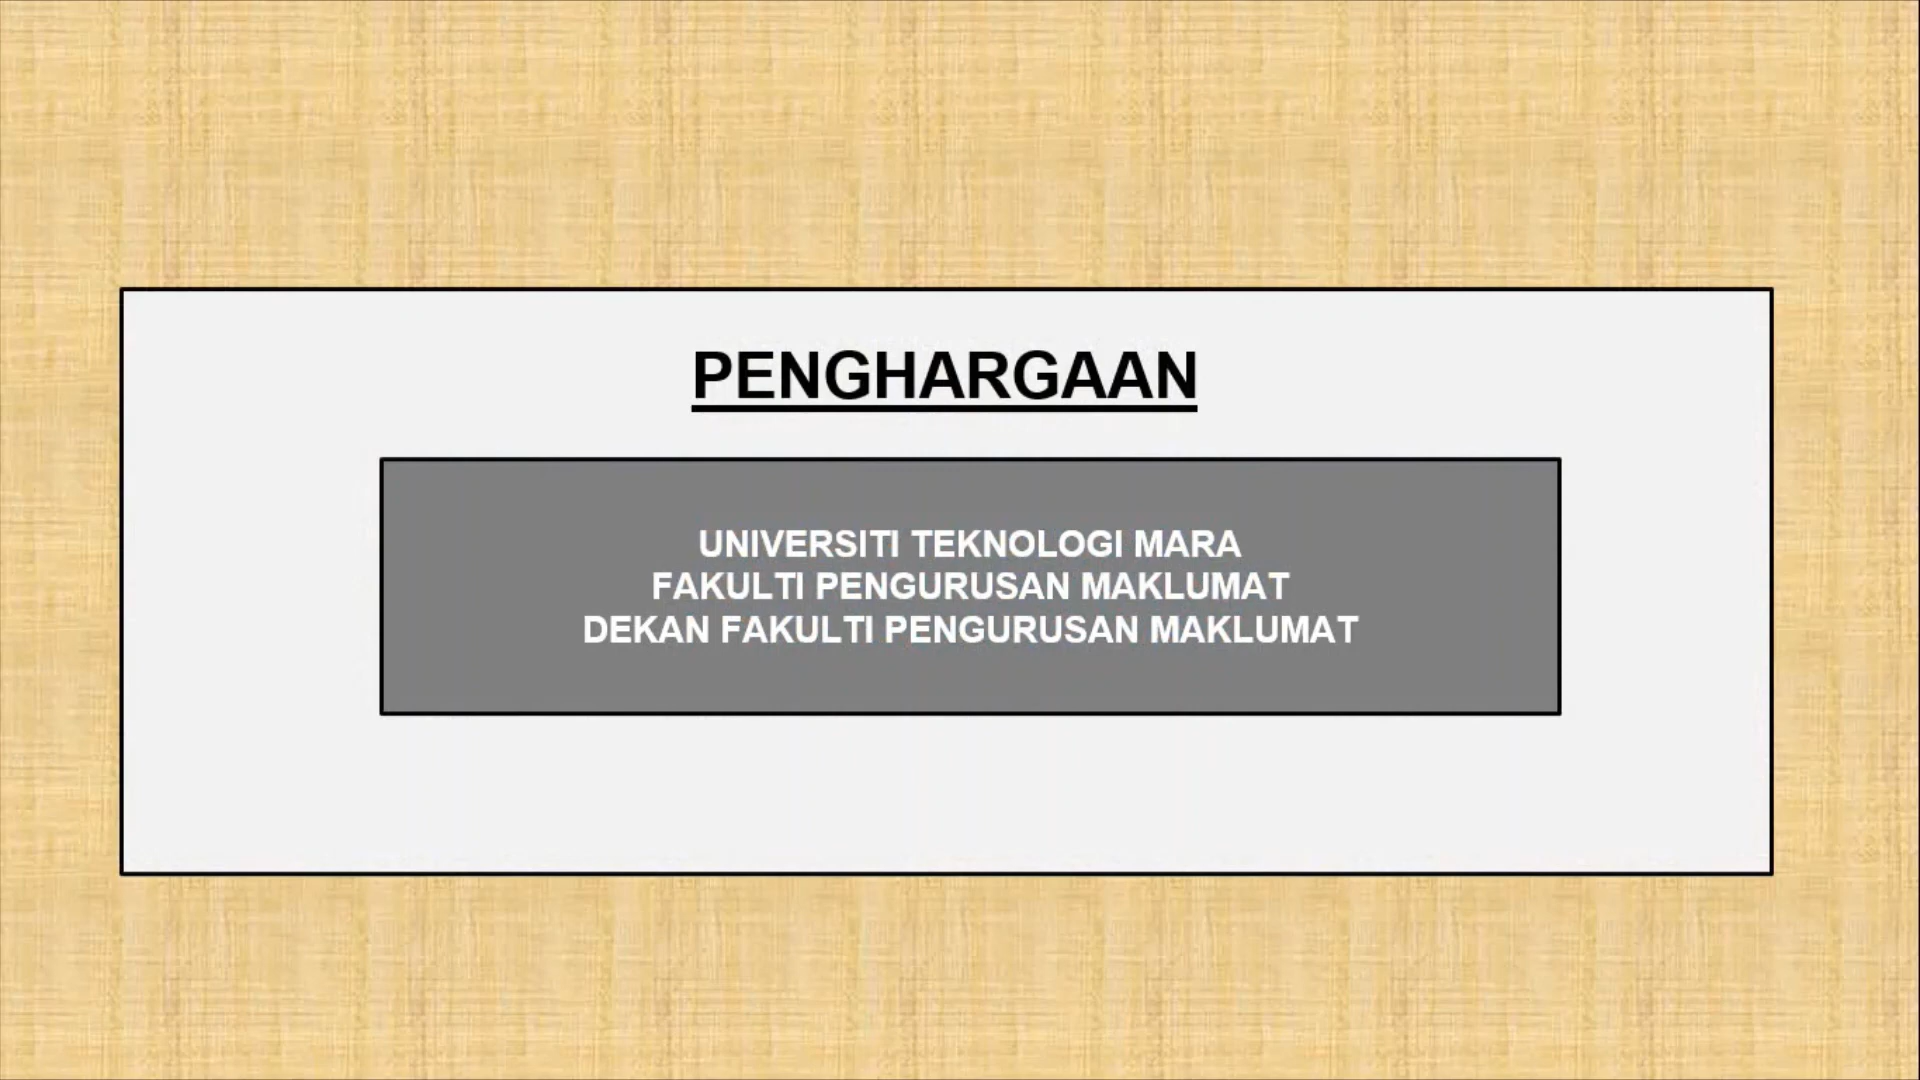 PENGHARGAAN
UNIVERSITI TEKNOLOGI MARA
FAKULTI PENGURUSAN MAKLUMAT
DEKAN FAKULTI PENGURUSAN MAKLUMAT